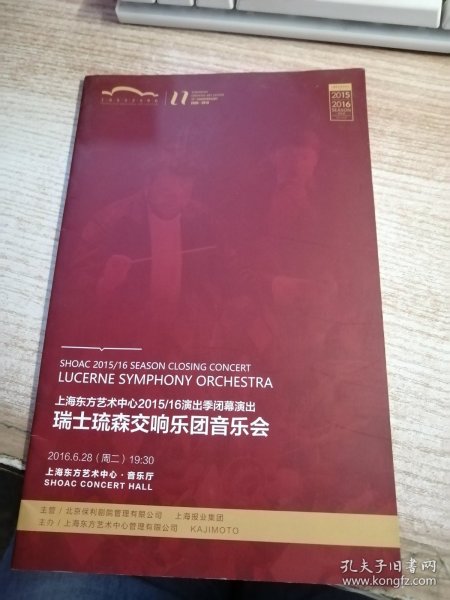 2015
2016
SEASON
SHOAC 2015/16 SEASON CLOSING CONCERT
LUCERNE SYMPHONY ORCHESTRA
上海东方艺术中心2015/16演出季闭幕演出
瑞士琉森交响乐团音乐会
2016.6.28（周二）19:30
上海东方艺术中心·音乐厅
SHOAC CONCERT HALL
主管 / 北京保利剧院管理有限公司 上海报业集团
主办 / 上海东方艺术中心管理有限公司 KAJIMOTO
孔夫子旧书网
www.kongfz.com